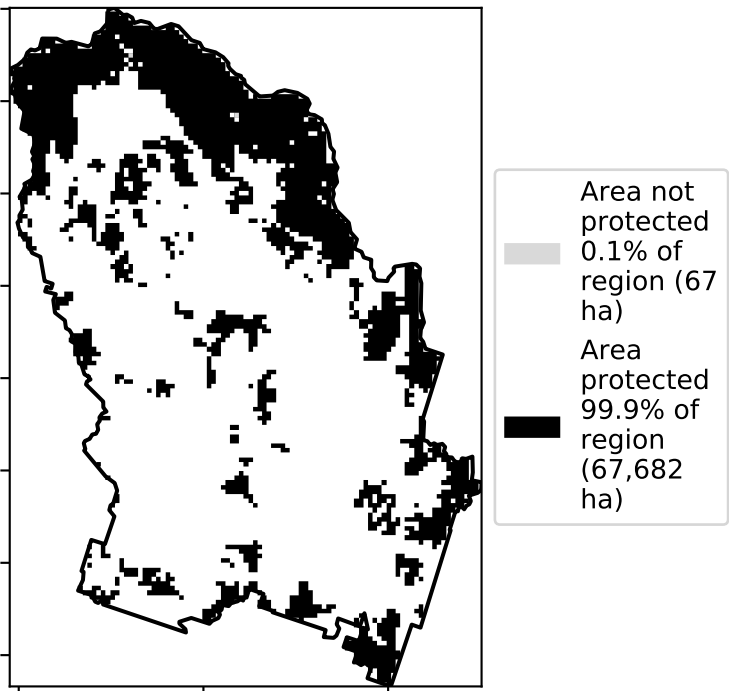 Area not
protected
0.1% of
region (67
ha)
Area
protected
99.9% of
region
(67,682
ha)